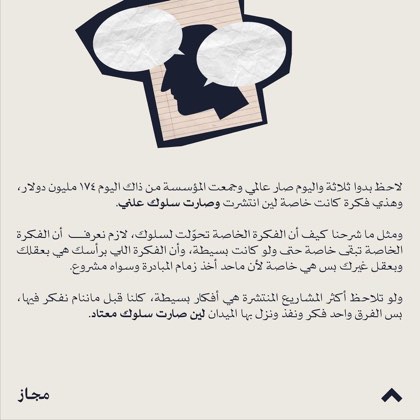 لاحظ بدوا ثلاثة واليوم صار عالمي وجمعت المؤسسة من ذاك اليوم ١٧٤ مليون دولار،
وهذي فكرة كانت خاصة لين انتشرت وصارت سلوك علني.
ومثل ما شرحنا كيف أن الفكرة الخاصة تحوّلت لسلوك، لازم نعرف أن الفكرة
الخاصة تبقى خاصة حتى ولو كانت بسيطة، وأن الفكرة اللي برأسك هي بعقلك
وبعقل غيرك بس هي خاصة لأن ماحد أخذ زمام المبادرة وسواه مشروع.
ولو تلاحظ أكثر المشاريع المنتشرة هي أفكار بسيطة، كلنا قبل ماننام نفكر فيها،
بس الفرق واحد فكر ونفذ ونزل بها الميدان لين صارت سلوك معتاد.
مجاز